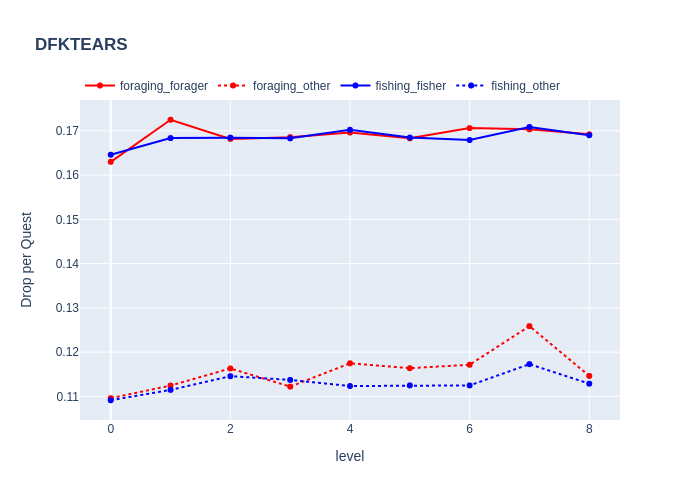 DFKTEARS
foraging_forager foraging_other fishing_fisher fishing_other
0.17
0.16
0.15
0.14
0.13
0.12
0.11
Drop per Quest
0 2 4 6 8
level